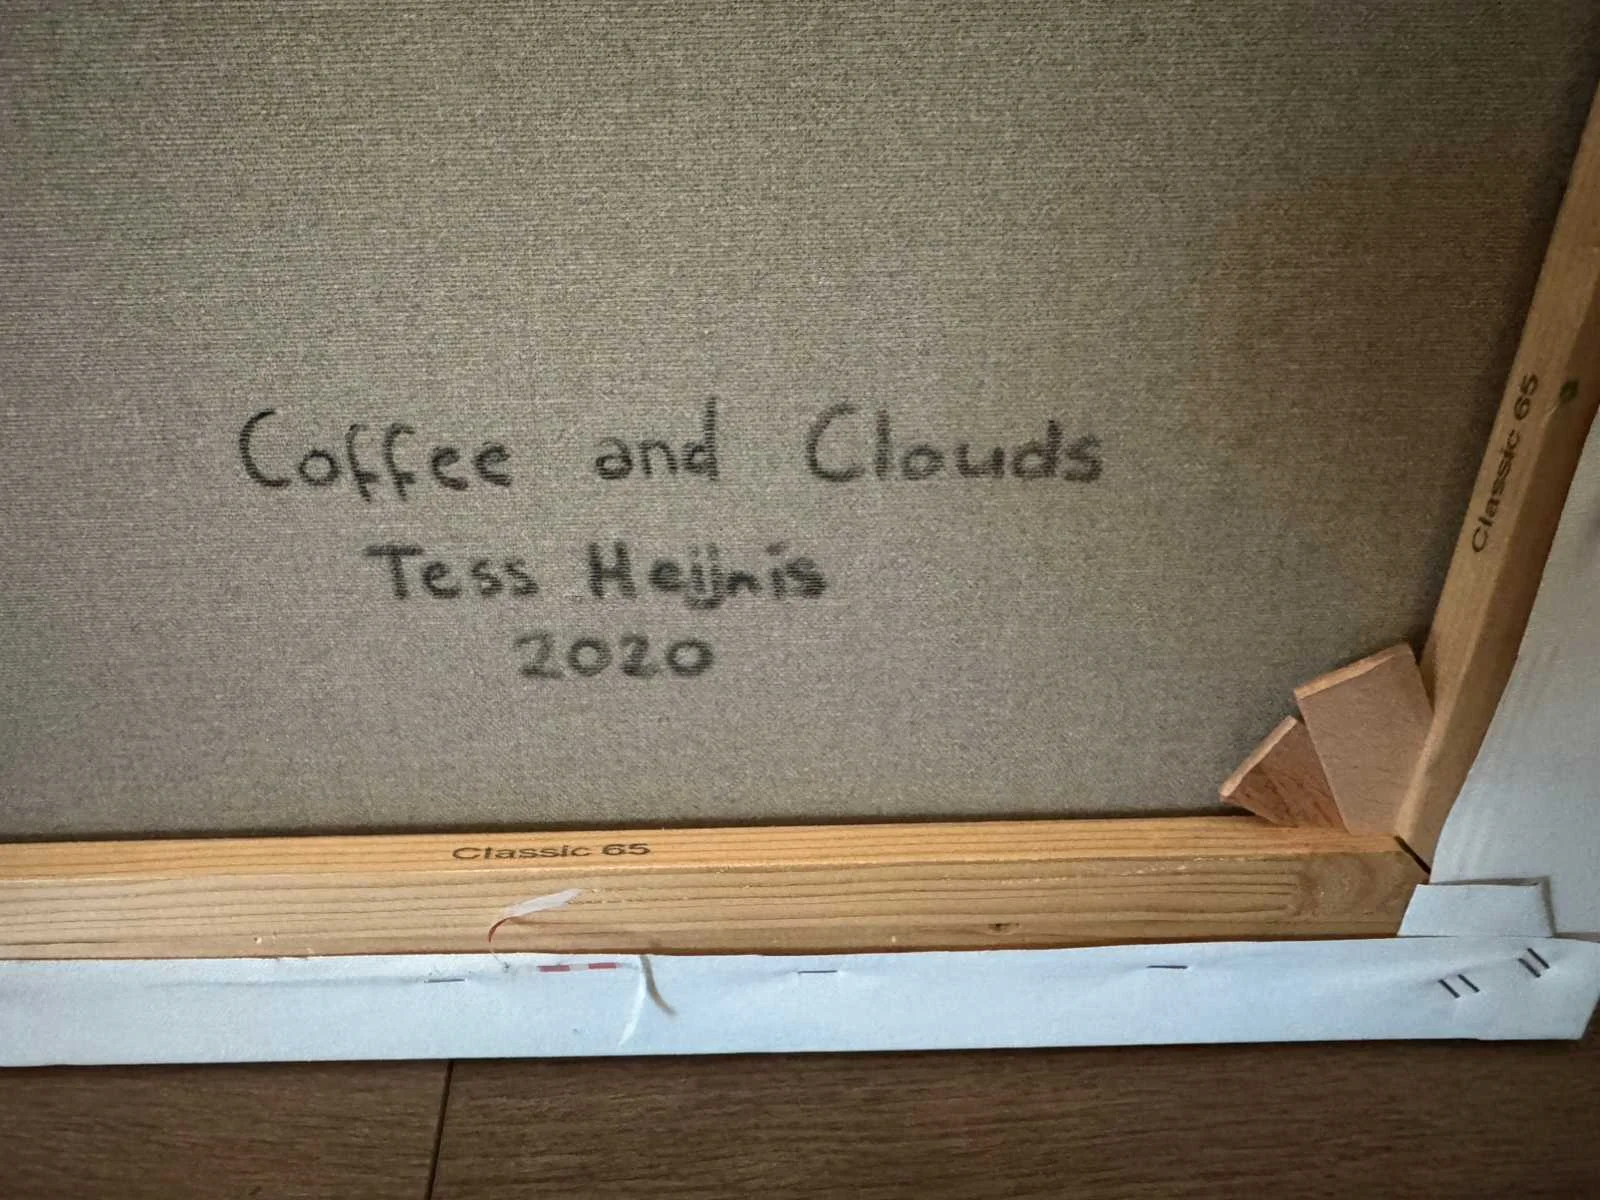 Coffee and Clouds
Tess Heijnis
2020
Classic 65
Classic 65